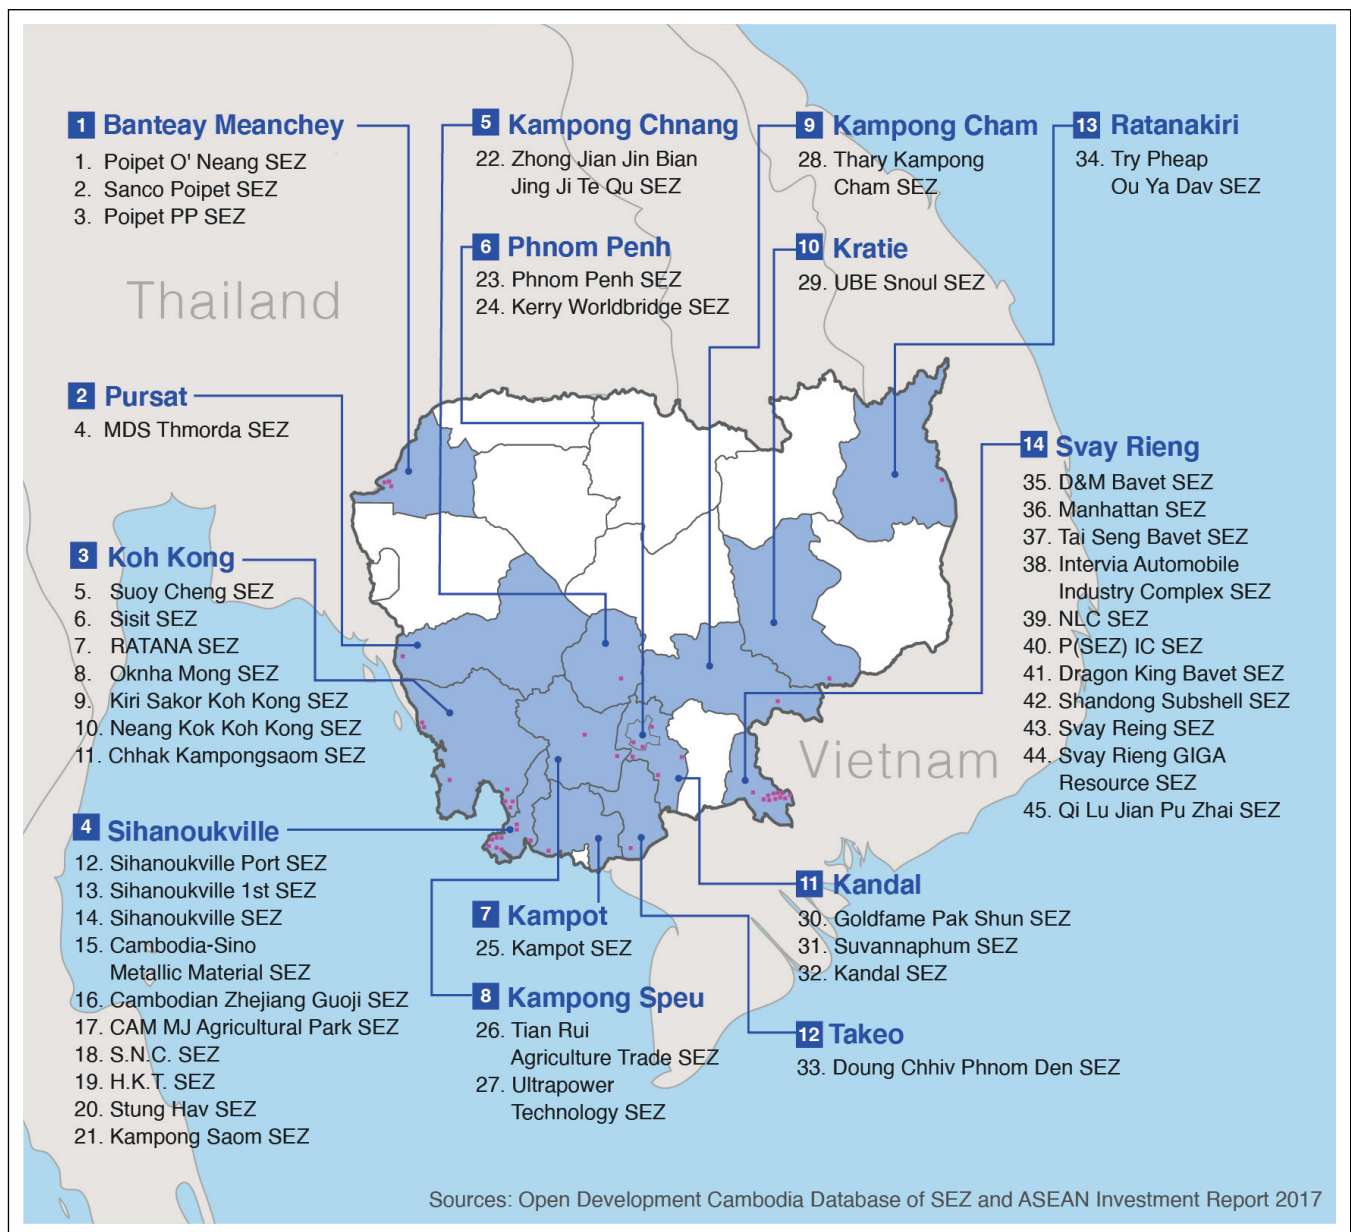 1 Banteay Meanchey
1. Poipet O' Neang SEZ
2. Sanco Poipet SEZ
3. Poipet PP SEZ
Thailand
2 Pursat
4. MDS Thmorda SEZ
3 Koh Kong
5. Suoy Cheng SEZ
6. Sisit SEZ
7. RATANA SEZ
8. Oknha Mong SEZ
9. Kiri Sakor Koh Kong SEZ
10. Neang Kok Koh Kong SEZ
11. Chhak Kampongsaom SEZ
4 Sihanoukville
12. Sihanoukville Port SEZ
13. Sihanoukville 1st SEZ
14. Sihanoukville SEZ
15. Cambodia-Sino
Metallic Material SEZ
16. Cambodian Zhejiang Guoji SEZ
17. CAM MJ Agricultural Park SEZ
18. S.N.C. SEZ
19. H.K.T. SEZ
20. Stung Hav SEZ
21. Kampong Saom SEZ
5 Kampong Chnang
22. Zhong Jian Jin Bian
Jing Ji Te Qu SEZ
6 Phnom Penh
23. Phnom Penh SEZ
24. Kerry Worldbridge SEZ
7 Kampot
25. Kampot SEZ
8 Kampong Speu
26. Tian Rui
Agriculture Trade SEZ
27. Ultrapower
Technology SEZ
9 Kampong Cham
28. Thary Kampong
Cham SEZ
10 Kratie
29. UBE Snoul SEZ
Vietnam
11 Kandal
30. Goldfame Pak Shun SEZ
31. Suvannaphum SEZ
32. Kandal SEZ
12 Takeo
33. Doung Chhiv Phnom Den SEZ
13 Ratanakiri
34. Try Pheap
Ou Ya Dav SEZ
14 Svay Rieng
35. D&M Bavet SEZ
36. Manhattan SEZ
37. Tai Seng Bavet SEZ
38. Intervia Automobile
Industry Complex SEZ
39. NLC SEZ
40. P(SEZ) IC SEZ
41. Dragon King Bavet SEZ
42. Shandong Subshell SEZ
43. Svay Reing SEZ
44. Svay Rieng GIGA
Resource SEZ
45. Qi Lu Jian Pu Zhai SEZ
Sources: Open Development Cambodia Database of SEZ and ASEAN Investment Report 2017